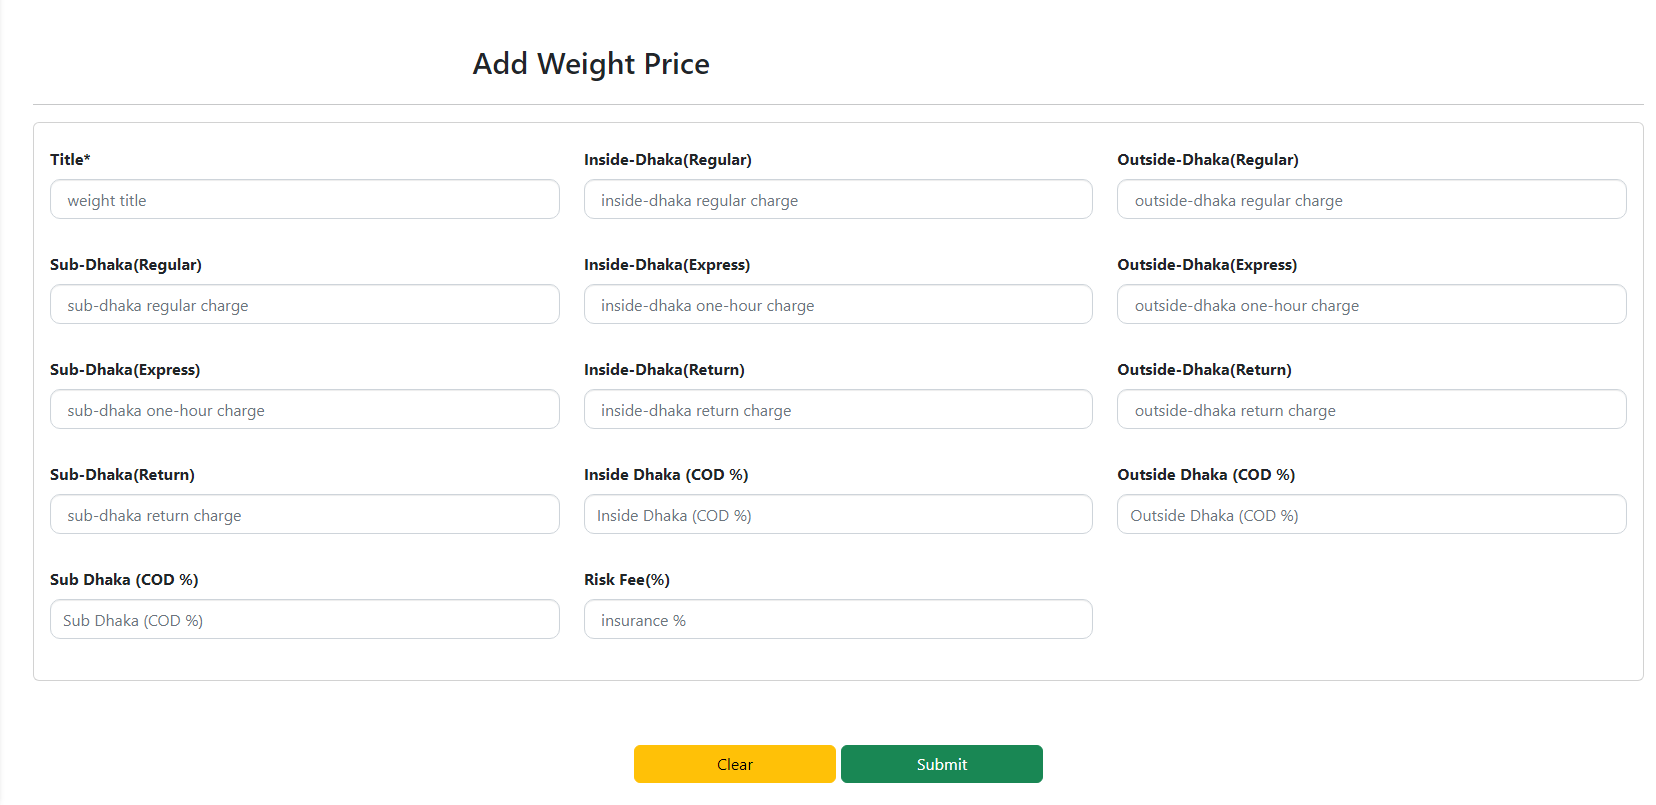 Add Weight Price
Title*
Inside-Dhaka(Regular)
Outside-Dhaka(Regular)
weight title
inside-dhaka regular charge
outside-dhaka regular charge
Sub-Dhaka(Regular)
Inside-Dhaka(Express)
Outside-Dhaka(Express)
sub-dhaka regular charge
inside-dhaka one-hour charge
outside-dhaka one-hour charge
Sub-Dhaka(Express)
Inside-Dhaka(Return)
Outside-Dhaka(Return)
sub-dhaka one-hour charge
inside-dhaka return charge
outside-dhaka return charge
Sub-Dhaka(Return)
Inside Dhaka (COD %)
Outside Dhaka (COD %)
sub-dhaka return charge
Inside Dhaka (COD %)
Outside Dhaka (COD %)
Sub Dhaka (COD %)
Risk Fee(%)
Sub Dhaka (COD %)
insurance %
Clear
Submit